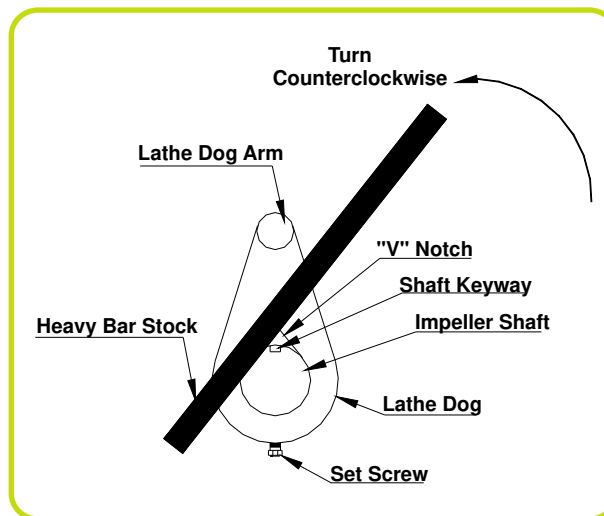 Turn
Counterclockwise
Lathe Dog Arm
"V" Notch
Shaft Keyway
Impeller Shaft
Heavy Bar Stock
Lathe Dog
Set Screw